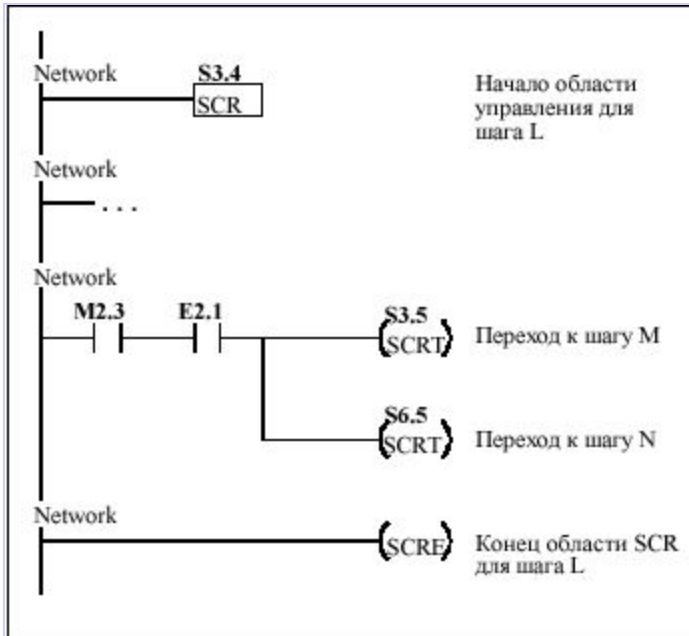 Network
S3.4
SCR
Начало области
управления для
шага L
Network
. . .
Network
M2.3 E2.1 S3.5
SCRT Переход к шагу M
S6.5
SCRT Переход к шагу N
Network
SCRE Конец области SCR
для шага L